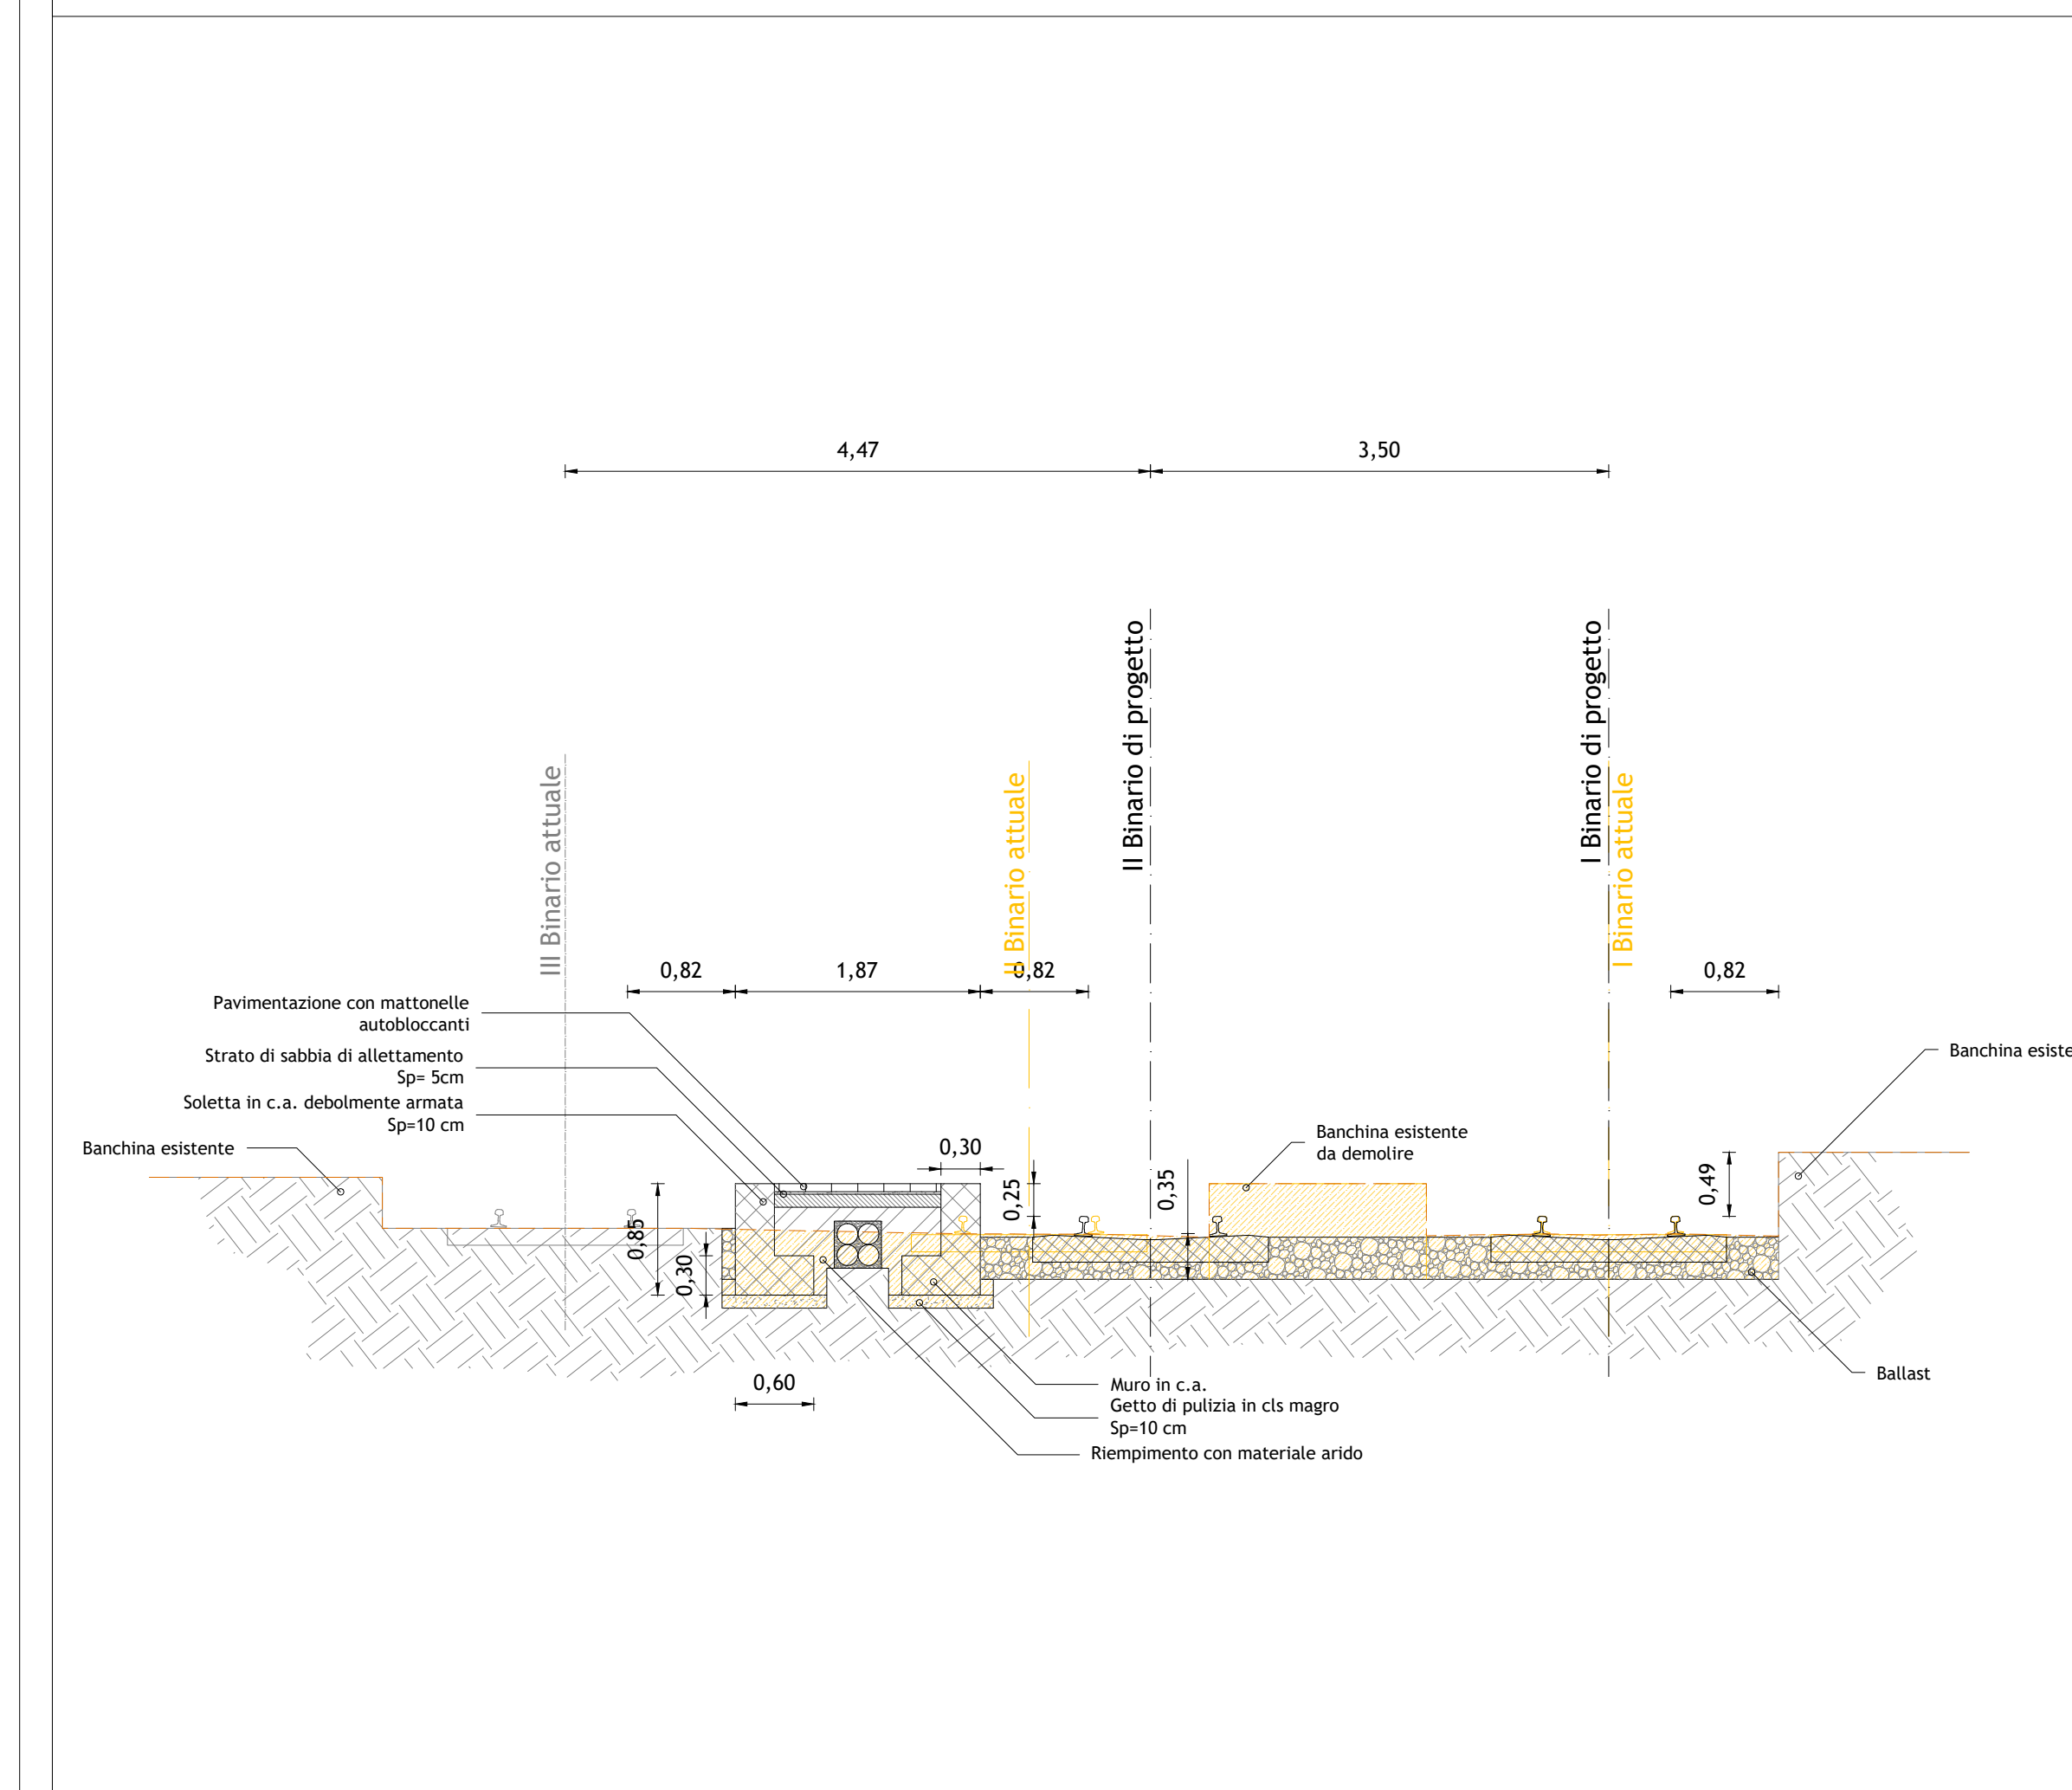 4,47
3,50
II Binario di progetto
I Binario di progetto
III Binario attuale
II Binario attuale
I Binario attuale
0,82
1,87
0,82
0,82
Pavimentazione con mattonelle
autobloccanti
Strato di sabbia di allettamento
Sp= 5cm
Soletta in c.a. debolmente armata
Sp=10 cm
Banchina esistente
Banchina esiste
Banchina esistente
da demolire
0,30
0,25
0,35
0,49
0,85
0,30
0,60
Muro in c.a.
Getto di pulizia in cls magro
Sp=10 cm
Riempimento con materiale arido
Ballast